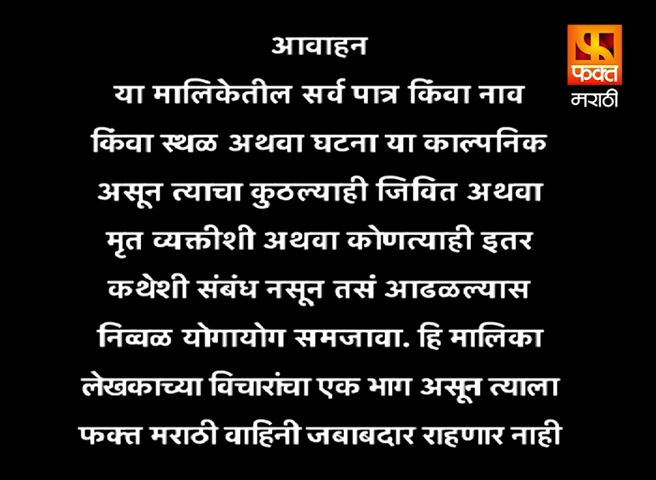 आवाहन
फक्त
मराठी
या मालिकेतील सर्व पात्र किंवा नाव
किंवा स्थळ अथवा घटना या काल्पनिक
असून त्याचा कुठल्याही जिवित अथवा
मृत व्यक्तीशी अथवा कोणत्याही इतर
कथेशी संबंध नसून तसं आढळल्यास
निव्वळ योगायोग समजावा. हि मालिका
लेखकाच्या विचारांचा एक भाग असून त्याला
फक्त मराठी वाहिनी जबाबदार राहणार नाही